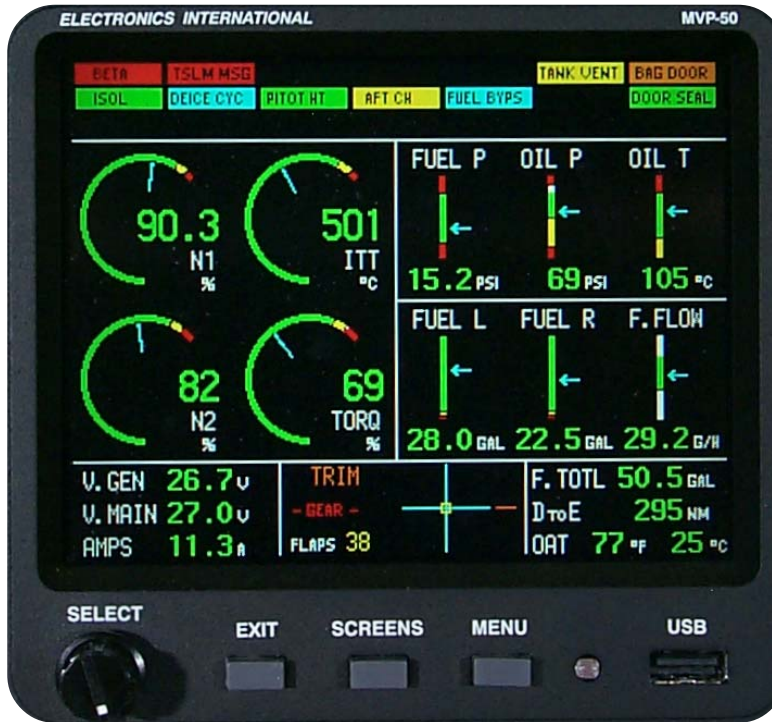 ELECTRONICS INTERNATIONAL MVP-50
BETA TSLM MSG TANK VENT BAG DOOR
ISOL DEICE CYC PITOT HT AFT CH FUEL BYPS DOOR SEAL
90.3
N1
%
501
ITT
°C
FUEL P OIL P OIL T
15.2 PSI 69 PSI 105 °C
82
N2
%
69
TORQ
%
FUEL L FUEL R F.FLOW
28.0 GAL 22.5 GAL 29.2 G/H
V.GEN 26.7 V
V.MAIN 27.0 V
AMPS 11.3 A
TRIM
- GEAR -
FLAPS 38
F.TOTL 50.5 GAL
DTOE 295 NM
OAT 77 °F 25 °C
SELECT
EXIT SCREENS MENU USB